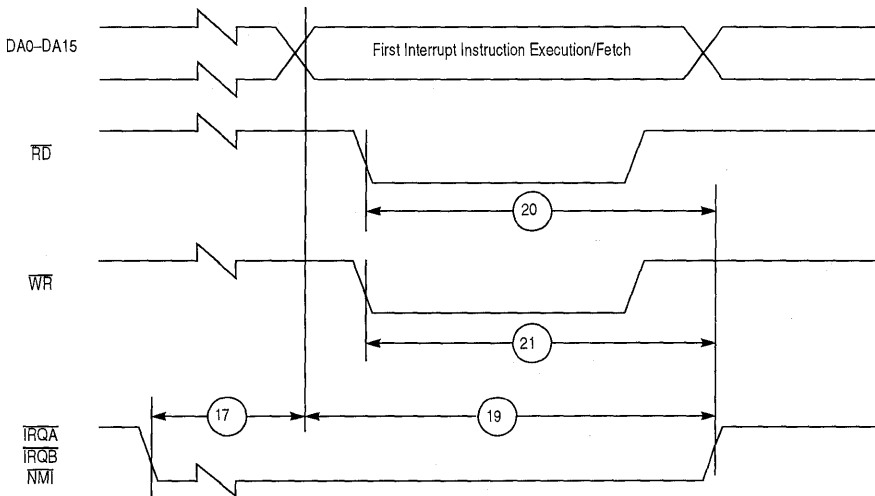 DA0–DA15
First Interrupt Instruction Execution/Fetch
RD
20
WR
21
17
19
IRQA
IRQB
NMI